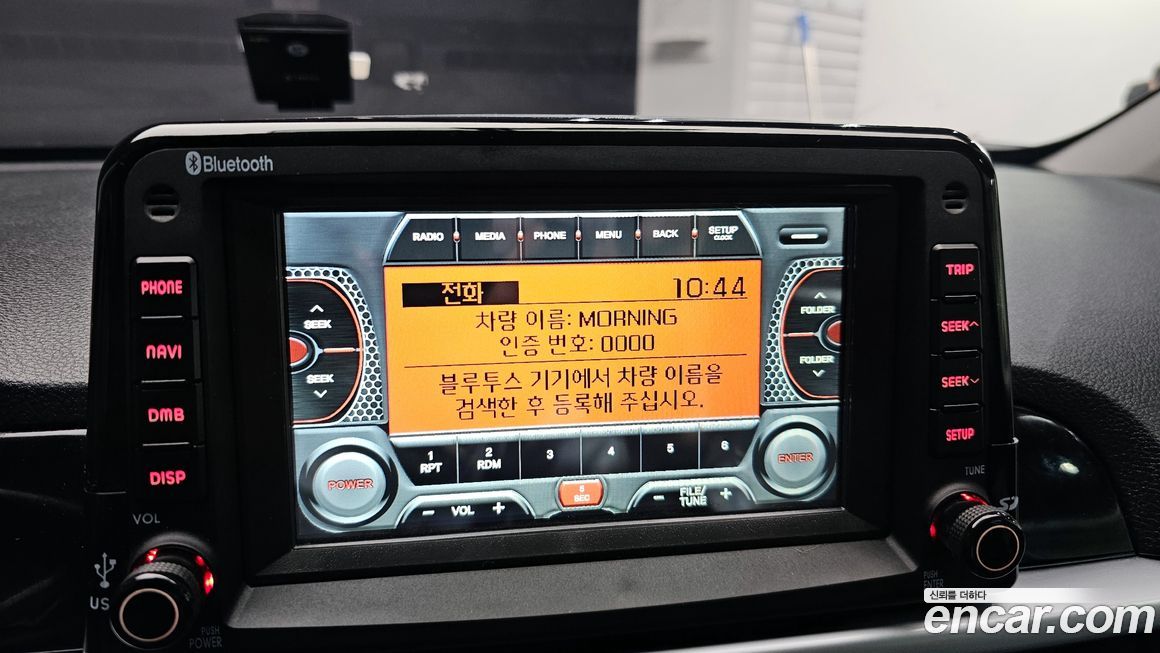 Bluetooth
RADIO MEDIA PHONE MENU BACK SETUP
CLOCK
PHONE
NAVI
DMB
DISP
SEEK
SEEK
전화 10:44
차량 이름: MORNING
인증 번호: 0000
블루투스 기기에서 차량 이름을
검색한 후 등록해 주십시오.
FOLDER
FOLDER
TRIP
SEEK
SEEK
SETUP
1 2 3 4 5 6
RPT RDM
POWER
ENTER
- VOL +
6
SEC
- FILE/
TUNE +
VOL
TUNE
US
PUSH
POWER
PUSH
ENTER
신뢰를 더하다
encar.com